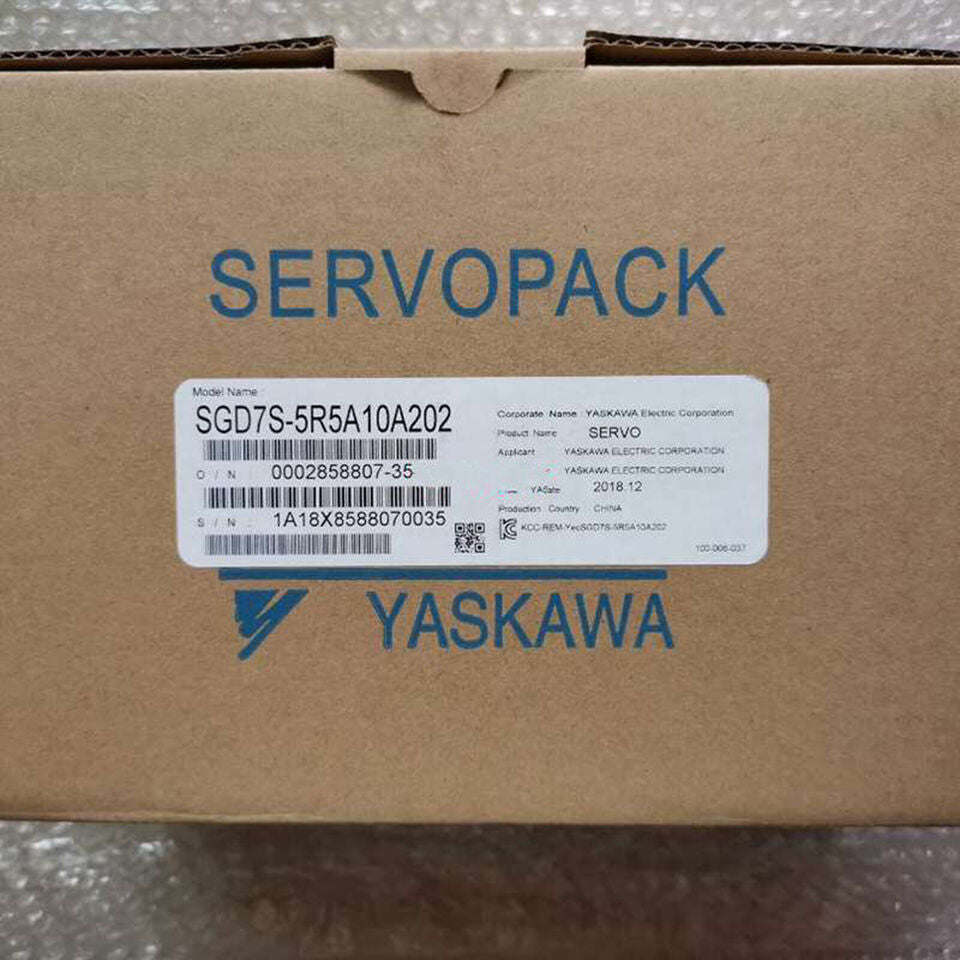 SERVOPACK
Model Name :
SGD7S-5R5A10A202
O / N : 0002858807-35
S / N : 1A18X8588070035
Corporate Name : YASKAWA Electric Corporation
Product Name SERVO
Applicant YASKAWA ELECTRIC CORPORATION
YASKAWA ELECTRIC CORPORATION
2018.12
Production Country : CHINA
KCC-REM-YecSGD7S-5R5A10A202
100-006-037
YASKAWA